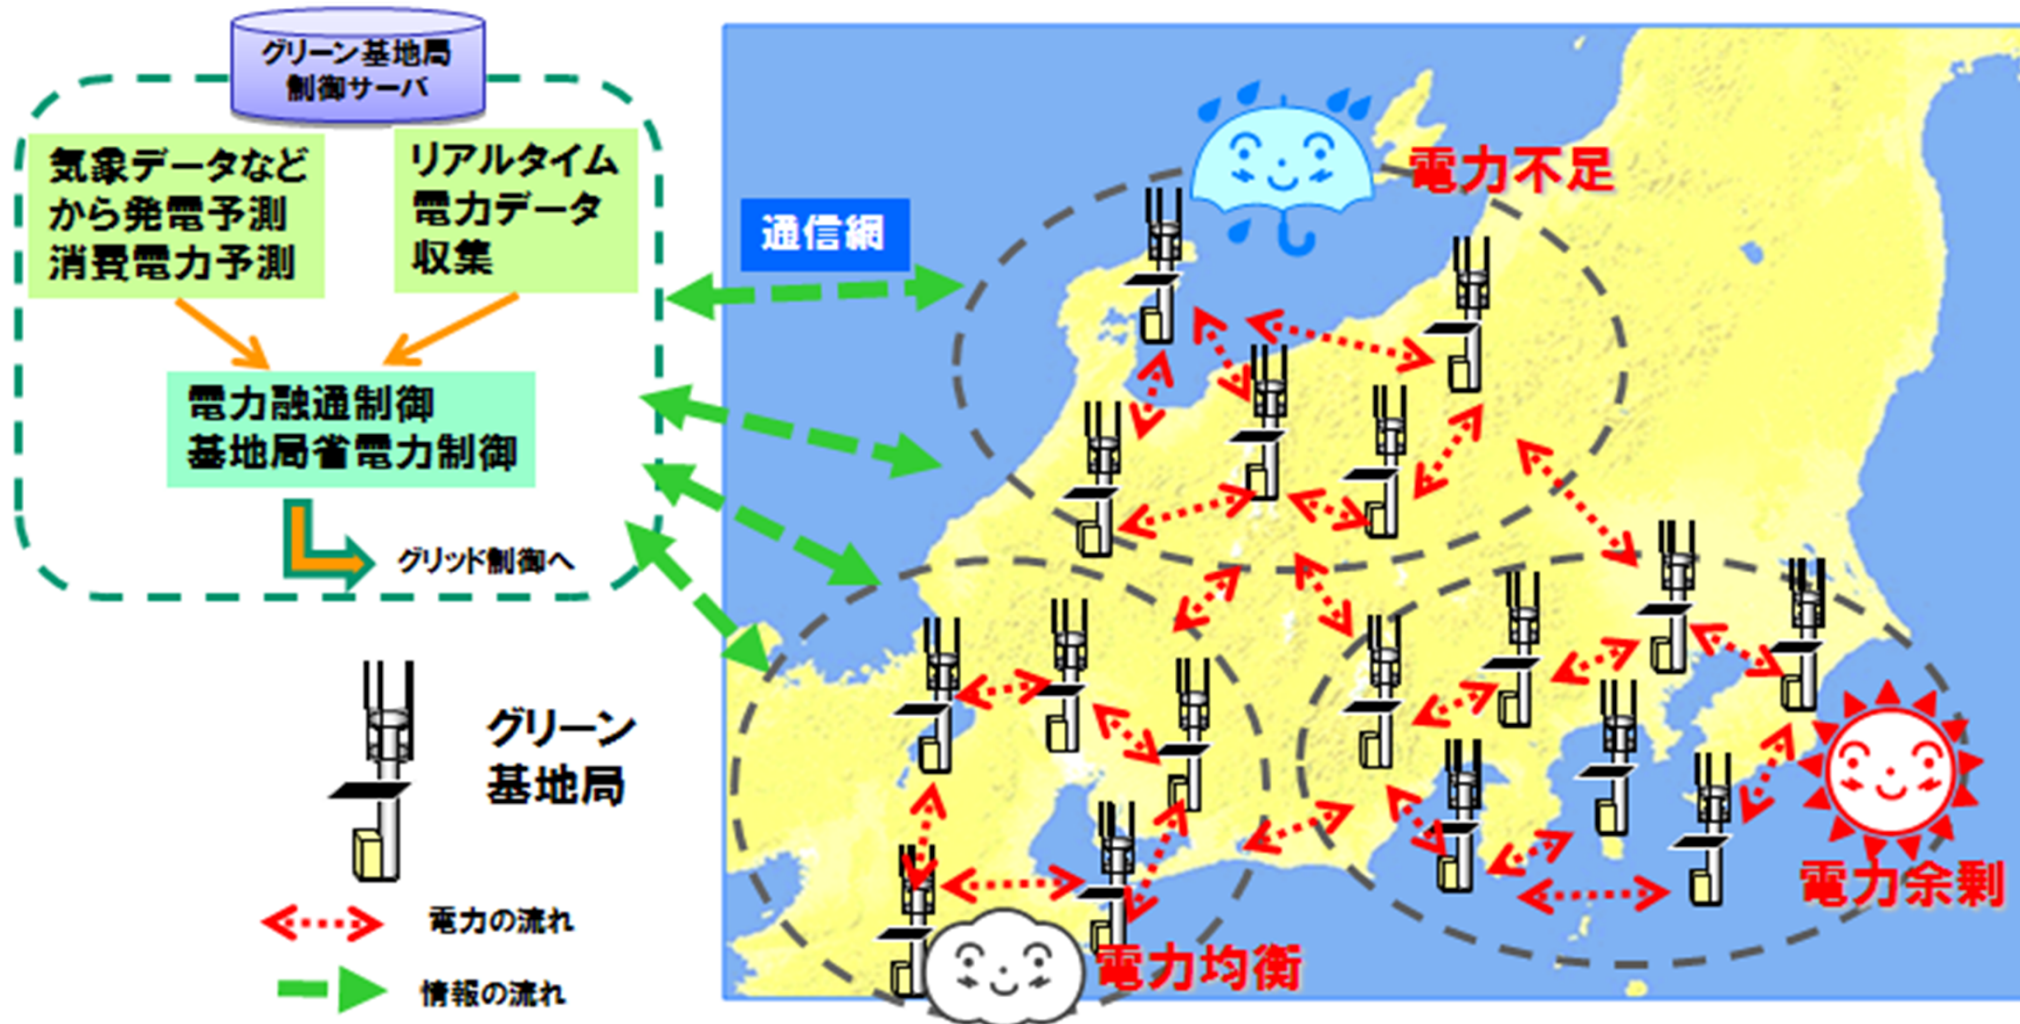 グリーン基地局
制御サーバ
気象データなど
から発電予測
消費電力予測
リアルタイム
電力データ
収集
電力融通制御
基地局省電力制御
グリッド制御へ
グリーン
基地局
電力の流れ
情報の流れ
通信網
電力不足
電力余剰
電力均衡